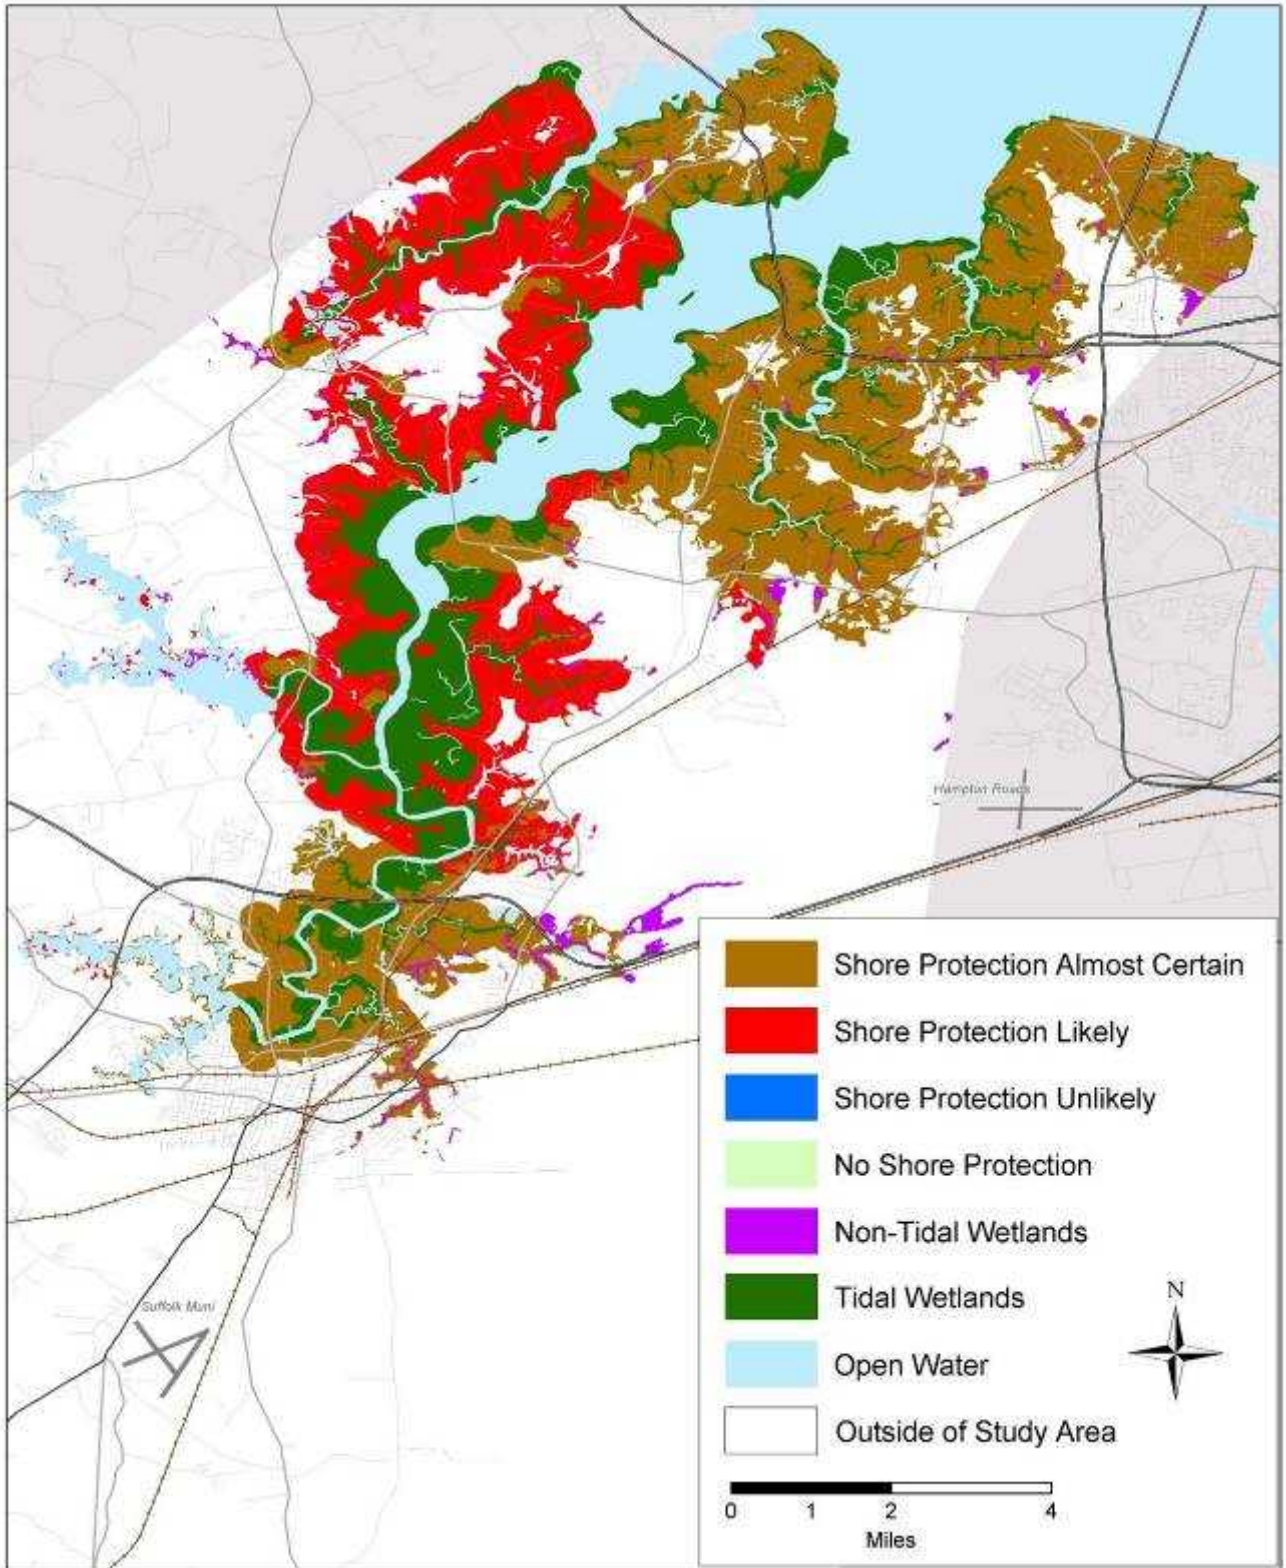 Hampton Roads
Shore Protection Almost Certain
Shore Protection Likely
Shore Protection Unlikely
No Shore Protection
Non-Tidal Wetlands
Tidal Wetlands
Open Water
Outside of Study Area
N
0 1 2 4
Miles
Suffolk Muni